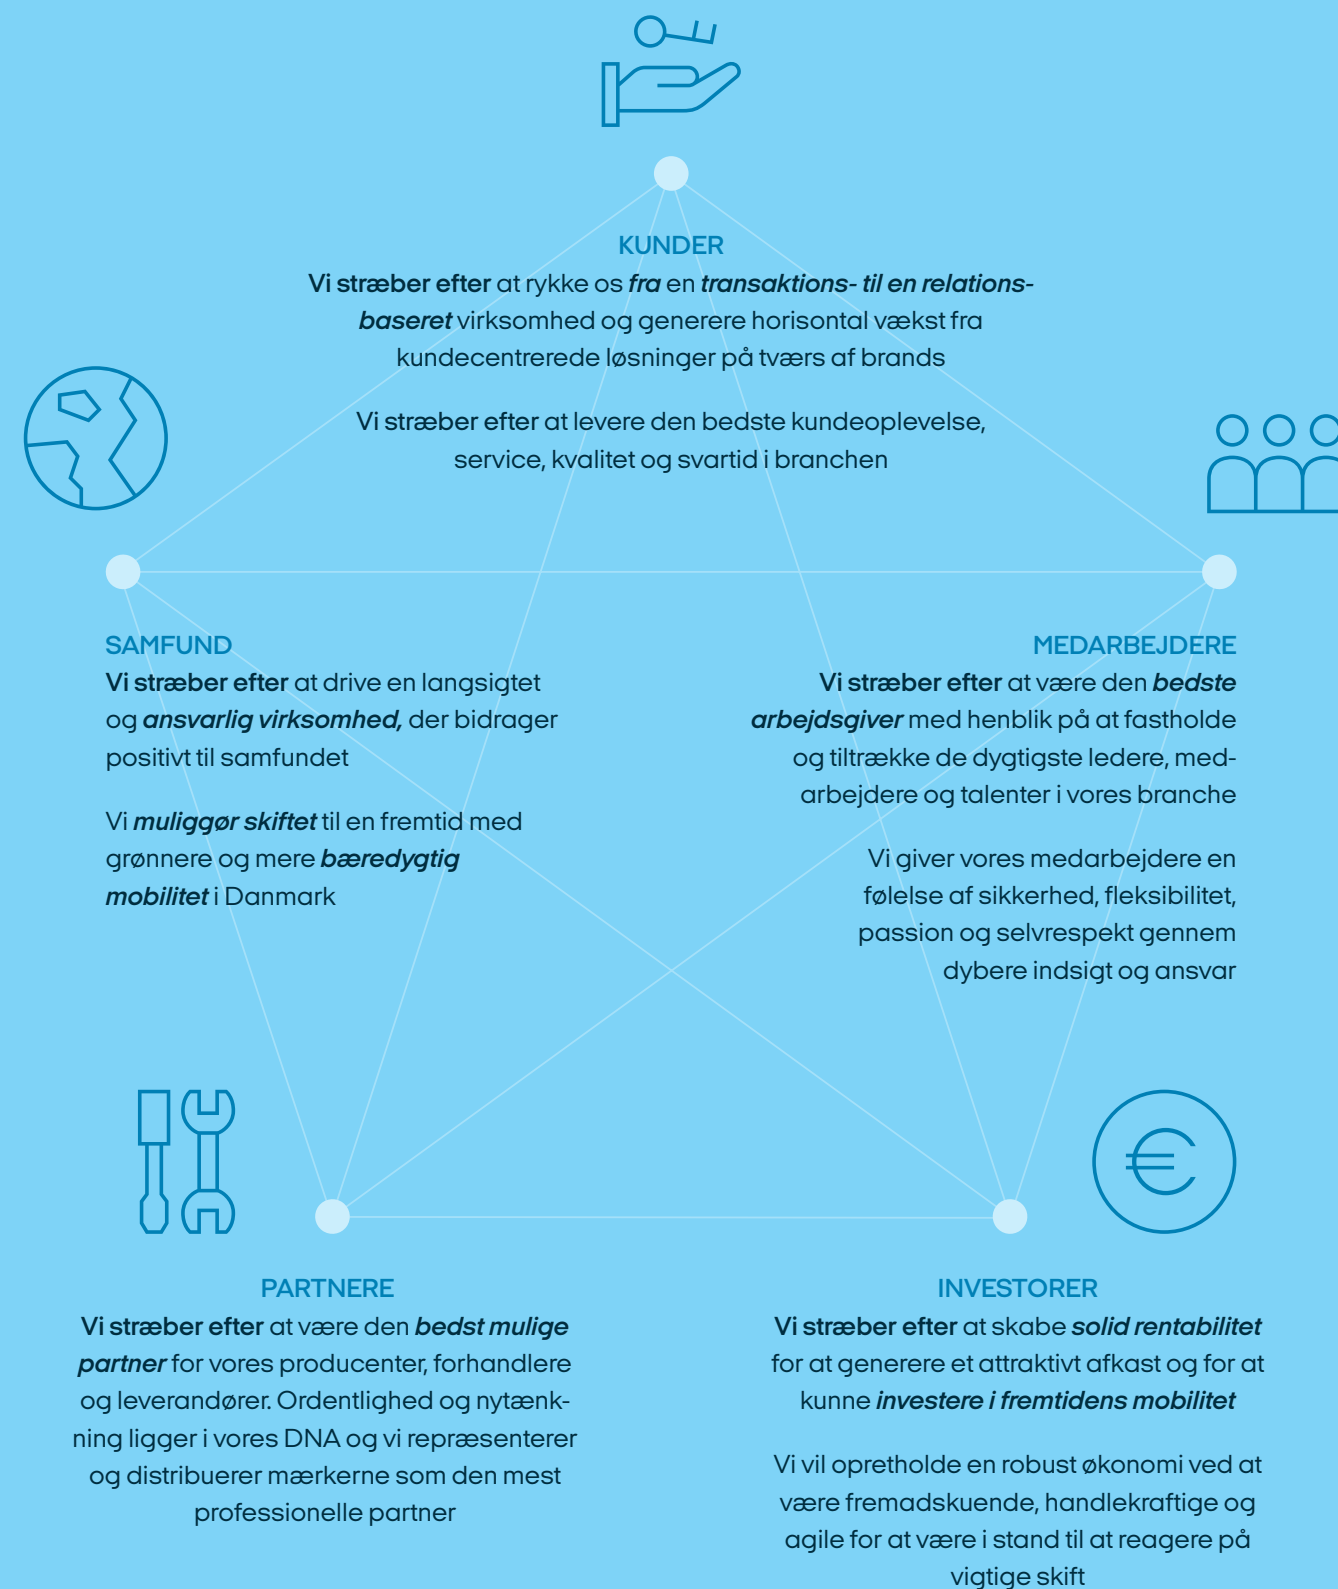 KUNDER
Vi stræber efter at rykke os fra en transaktions- til en relations-
baseret virksomhed og generere horisontal vækst fra
kundecentrerede løsninger på tværs af brands
Vi stræber efter at levere den bedste kundeoplevelse,
service, kvalitet og svartid i branchen
SAMFUND
Vi stræber efter at drive en langsigtet
og ansvarlig virksomhed, der bidrager
positivt til samfundet
Vi muliggør skiftet til en fremtid med
grønnere og mere bæredygtig
mobilitet i Danmark
MEDARBEJDERE
Vi stræber efter at være den bedste
arbejdsgiver med henblik på at fastholde
og tiltrække de dygtigste ledere, med-
arbejdere og talenter i vores branche
Vi giver vores medarbejdere en
følelse af sikkerhed, fleksibilitet,
passion og selvrespekt gennem
dybere indsigt og ansvar
PARTNERE
Vi stræber efter at være den bedst mulige
partner for vores producenter, forhandlere
og leverandører. Ordentlighed og nytænk-
ning ligger i vores DNA og vi repræsenterer
og distribuerer mærkerne som den mest
professionelle partner
INVESTORER
Vi stræber efter at skabe solid rentabilitet
for at generere et attraktivt afkast og for at
kunne investere i fremtidens mobilitet
Vi vil opretholde en robust økonomi ved at
være fremadskuende, handlekraftige og
agile for at være i stand til at reagere på
vigtige skift